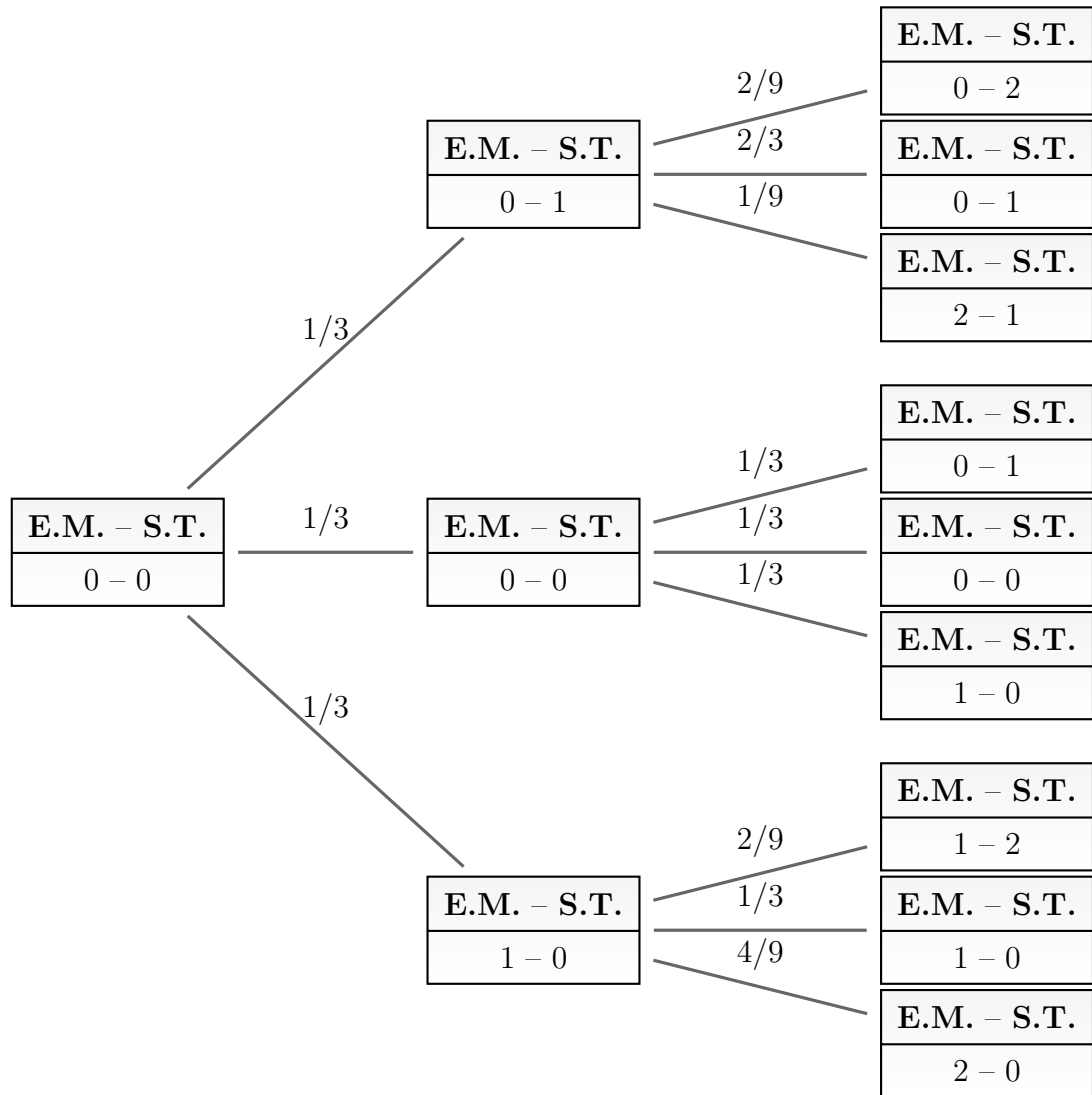 E.M. – S.T.
0 – 2
2/9
2/3
E.M. – S.T.
E.M. – S.T.
0 – 1
1/9
0 – 1
E.M. – S.T.
2 – 1
1/3
E.M. – S.T.
0 – 1
1/3
E.M. – S.T.
0 – 0
1/3
E.M. – S.T.
0 – 0
1/3
1/3
E.M. – S.T.
0 – 0
E.M. – S.T.
1 – 0
1/3
E.M. – S.T.
1 – 2
2/9
1/3
E.M. – S.T.
1 – 0
4/9
E.M. – S.T.
1 – 0
E.M. – S.T.
2 – 0